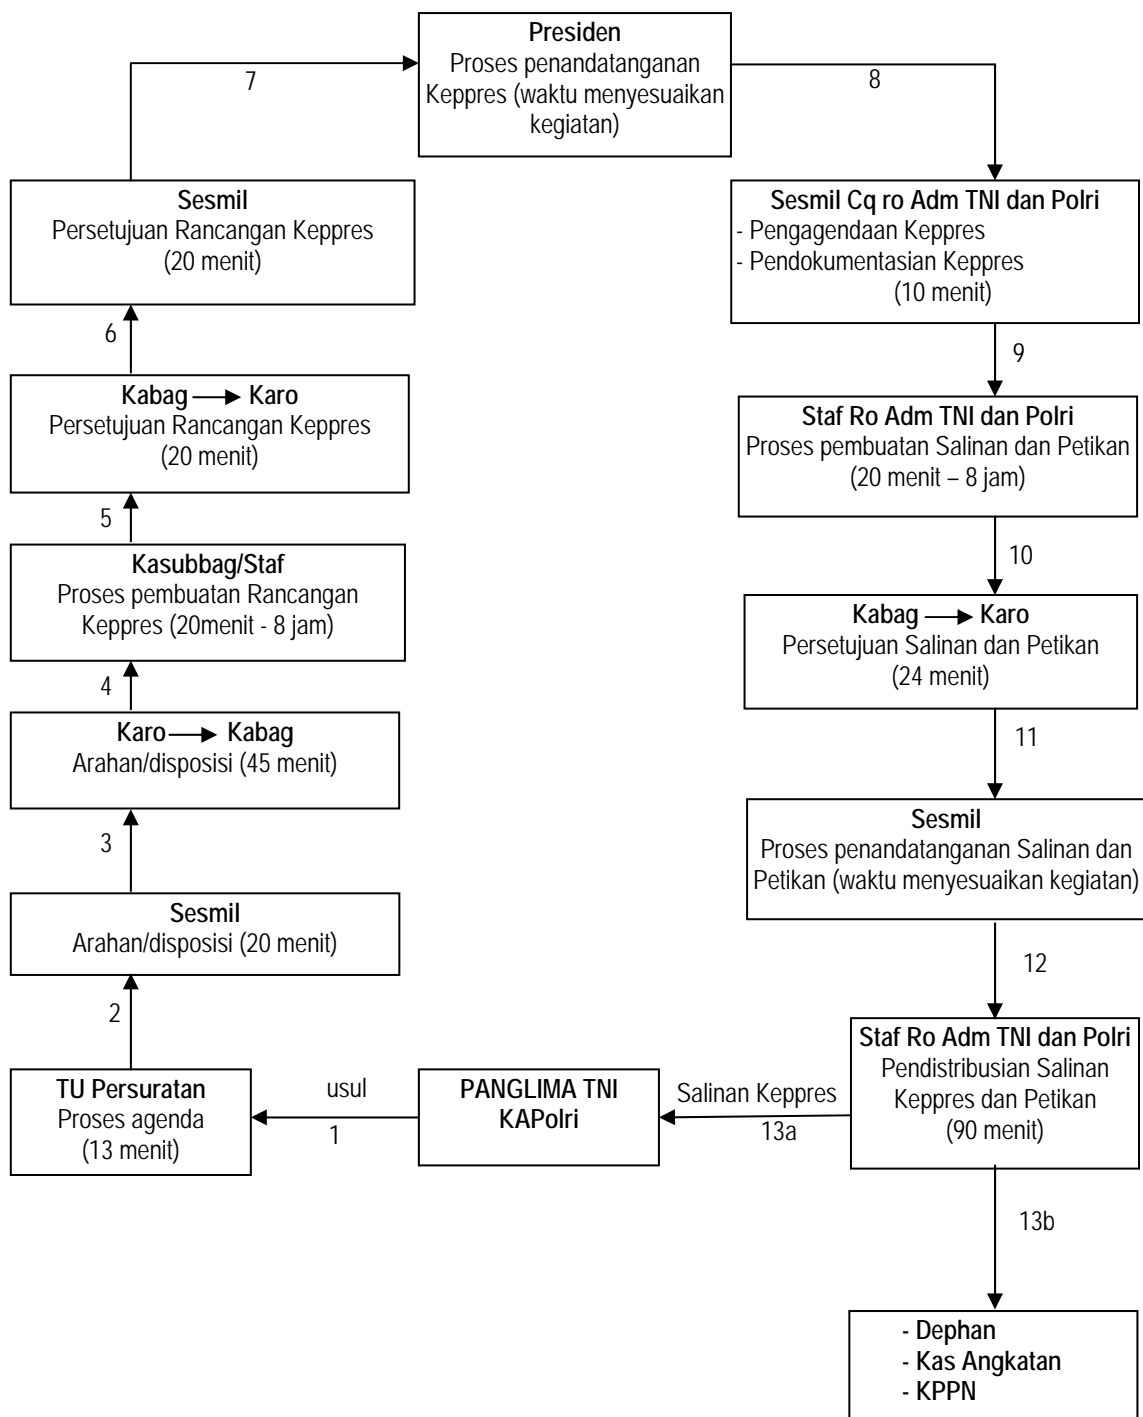 Presiden
Proses penandatanganan
Keppres (waktu menyesuaikan
kegiatan)
7
8
Sesmil
Persetujuan Rancangan Keppres
(20 menit)
Sesmil Cq ro Adm TNI dan Polri
- Pengagendaan Keppres
- Pendokumentasian Keppres
(10 menit)
6
9
Kabag → Karo
Persetujuan Rancangan Keppres
(20 menit)
Staf Ro Adm TNI dan Polri
Proses pembuatan Salinan dan Petikan
(20 menit – 8 jam)
5
10
Kasubbag/Staf
Proses pembuatan Rancangan
Keppres (20menit - 8 jam)
Kabag → Karo
Persetujuan Salinan dan Petikan
(24 menit)
4
11
Karo → Kabag
Arahan/disposisi (45 menit)
Sesmil
Proses penandatanganan Salinan dan
Petikan (waktu menyesuaikan kegiatan)
3
12
Sesmil
Arahan/disposisi (20 menit)
2
TU Persuratan
Proses agenda
(13 menit)
usul
1
PANGLIMA TNI
KAPolri
Salinan Keppres
13a
Staf Ro Adm TNI dan Polri
Pendistribusian Salinan
Keppres dan Petikan
(90 menit)
13b
- Dephan
- Kas Angkatan
- KPPN